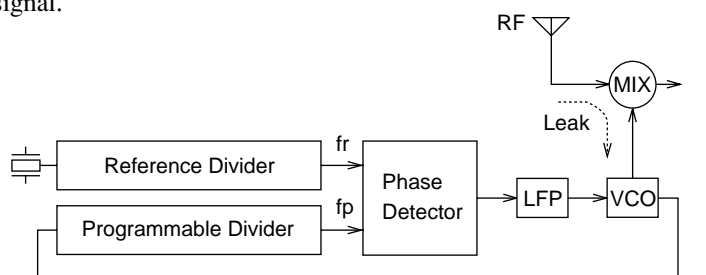 signal.
RF
MIX
Leak
fr
Reference Divider
Phase
Detector
LFP
VCO
fp
Programmable Divider